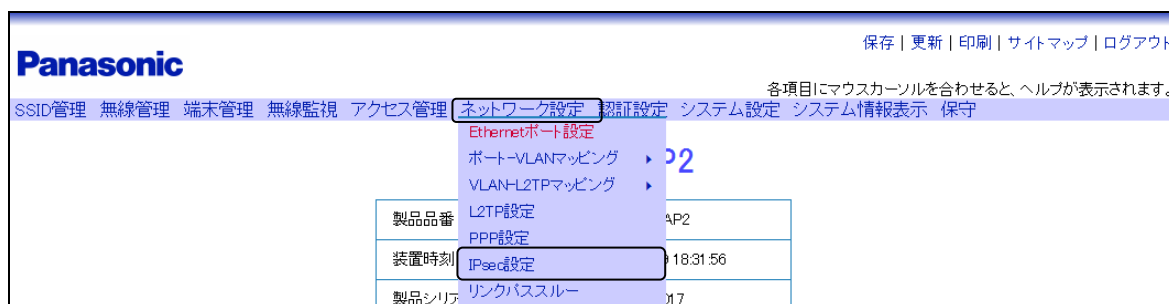 保存 | 更新 | 印刷 | サイトマップ | ログアウト
Panasonic
各項目にマウスカーソルを合わせると、ヘルプが表示されます。
SSID管理 無線管理 端末管理 無線監視 アクセス管理 ネットワーク設定 認証設定 システム設定 システム情報表示 保守
Ethernetポート設定
ポート-VLANマッピング
P2
VLAN-L2TPマッピング
L2TP設定
製品品番
AP2
PPP設定
装置時刻
IPsec設定
18:31:56
製品シリア
リンクパススルー
017